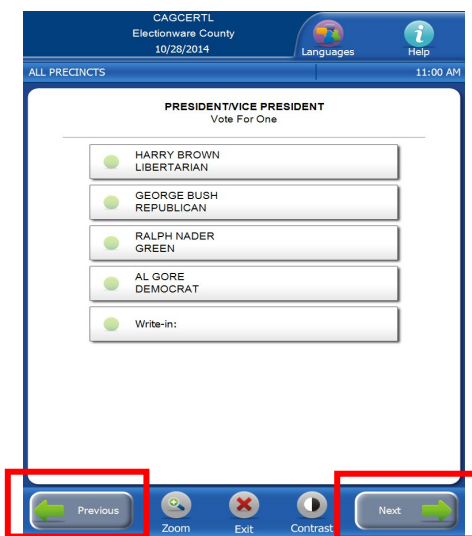 CAGCERTL
Electionware County
10/28/2014
Languages
Help
ALL PRECINCTS
11:00 AM
PRESIDENT/VICE PRESIDENT
Vote For One
HARRY BROWN
LIBERTARIAN
GEORGE BUSH
REPUBLICAN
RALPH NADER
GREEN
AL GORE
DEMOCRAT
Write-in:
Previous
Zoom
Exit
Contrast
Next